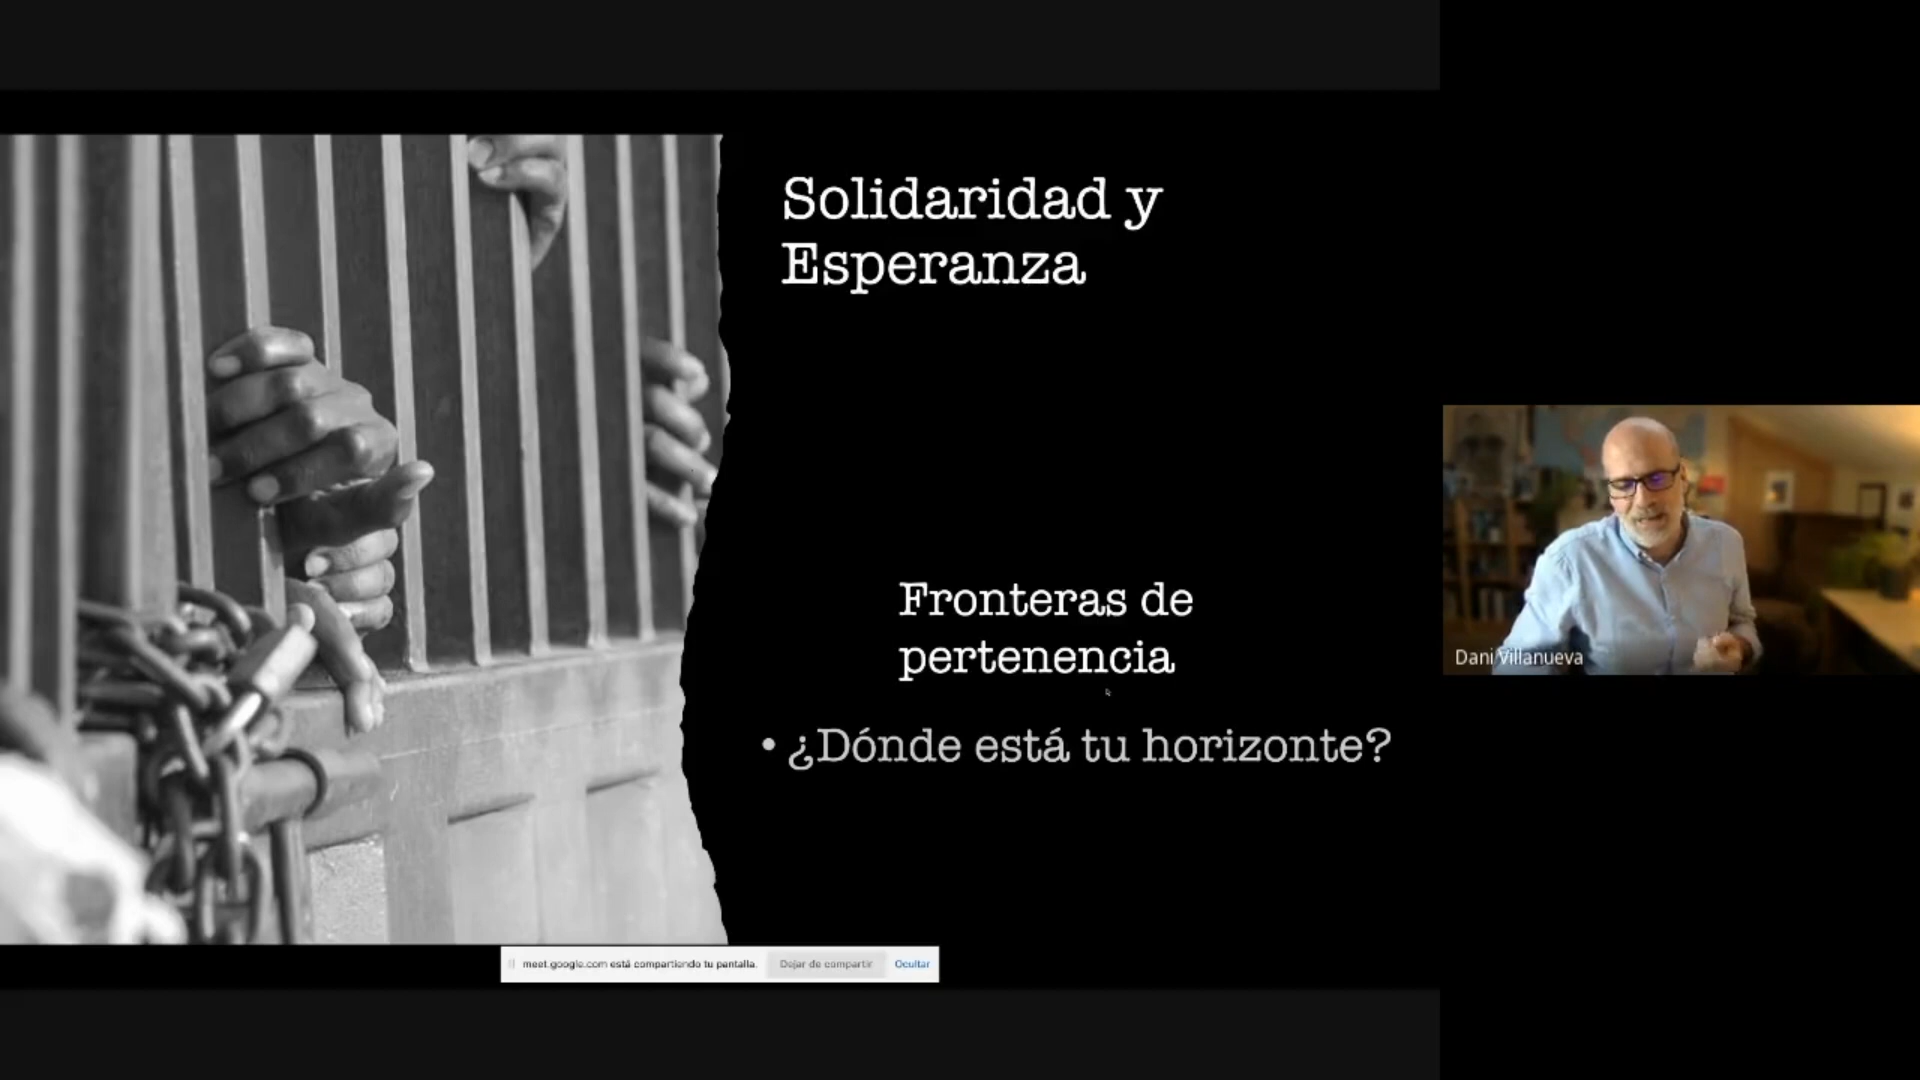 Solidaridad y
Esperanza
Fronteras de
pertenencia
• ¿Dónde está tu horizonte?
Dani Villanueva
meet.google.com está compartiendo tu pantalla. Dejar de compartir Ocultar